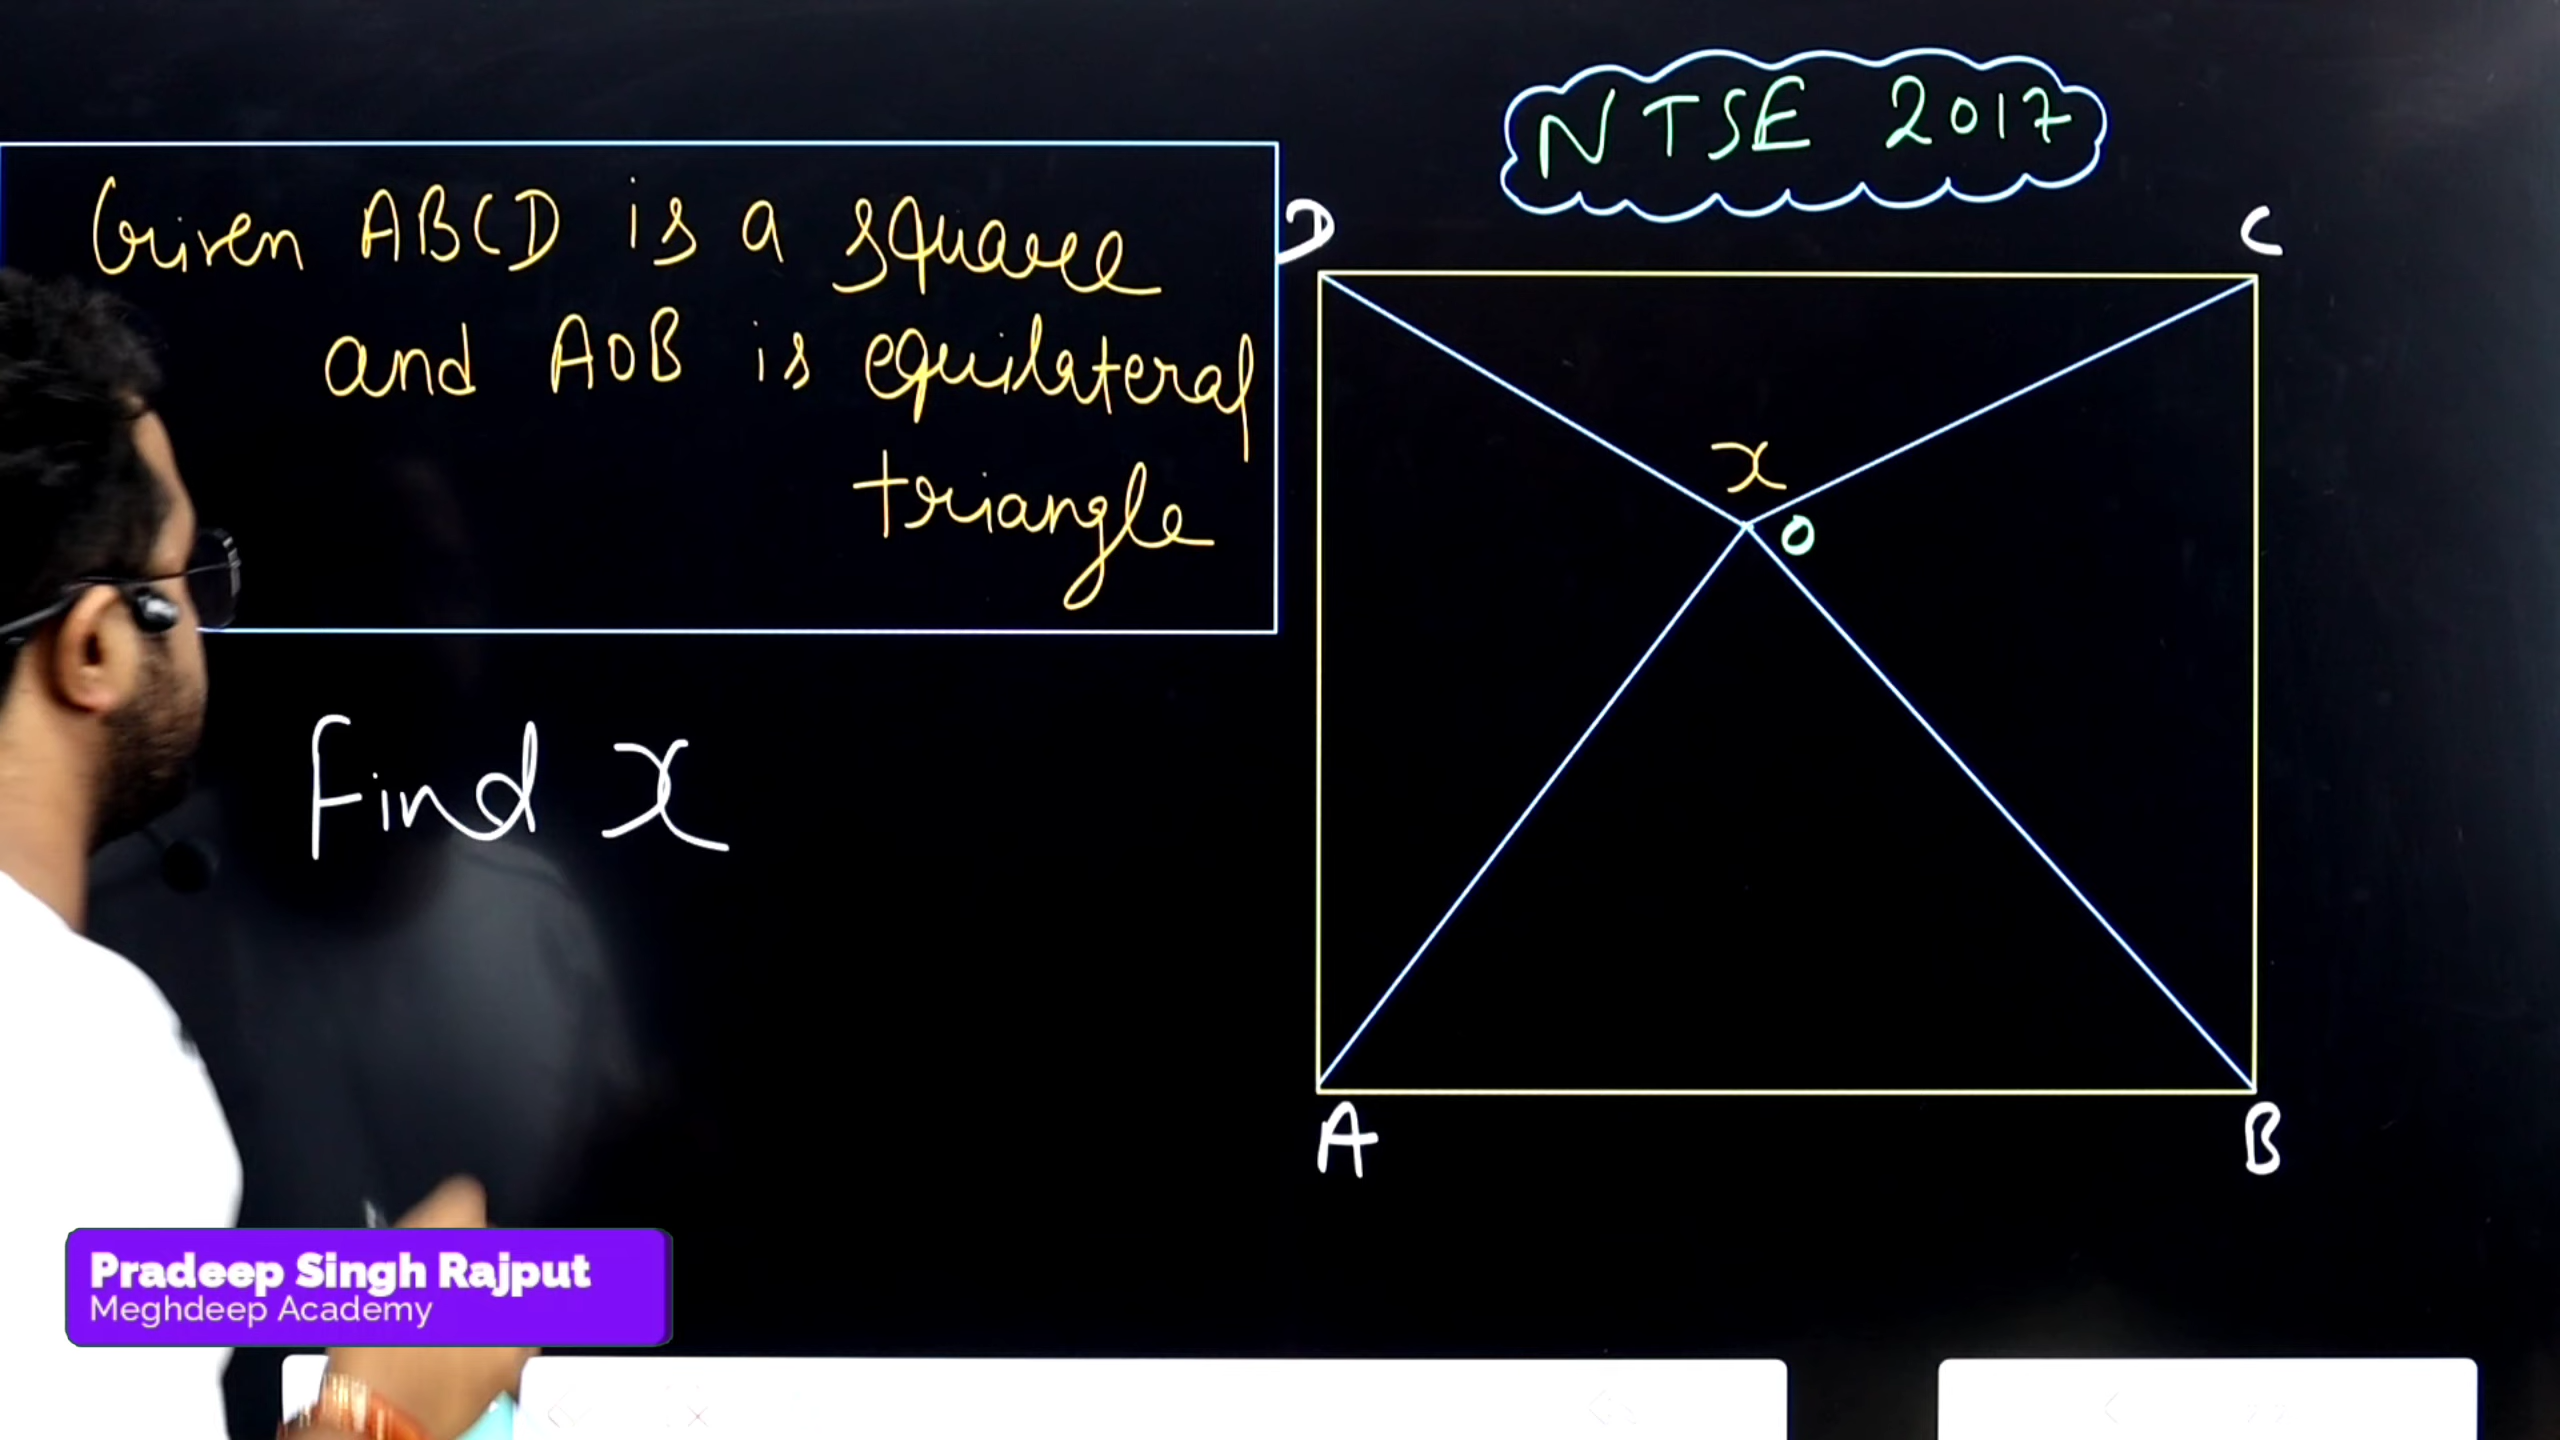 NTSE 2017
Given ABCD is a square
and AOB is equilateral
triangle
Find x
D
C
x
O
A
B
Pradeep Singh Rajput
Meghdeep Academy